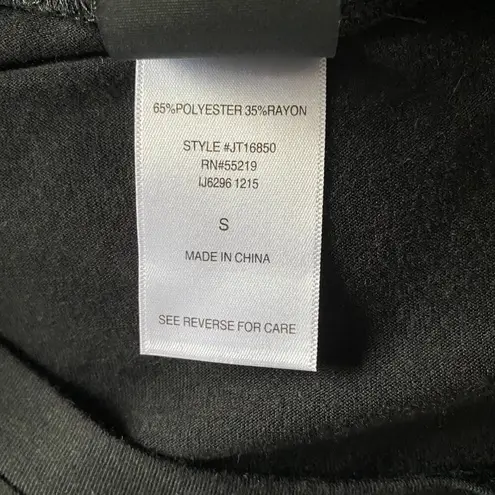 65%POLYESTER 35%RAYON
STYLE #JT16850
RN#55219
IJ6296 1215
S
MADE IN CHINA
SEE REVERSE FOR CARE